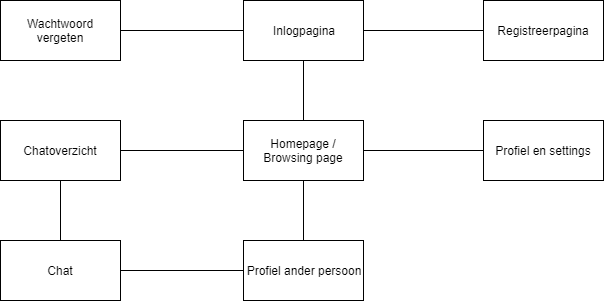 Wachtwoord
vergeten
Inlogpagina
Registreerpagina
Chatoverzicht
Homepage /
Browsing page
Profiel en settings
Chat
Profiel ander persoon